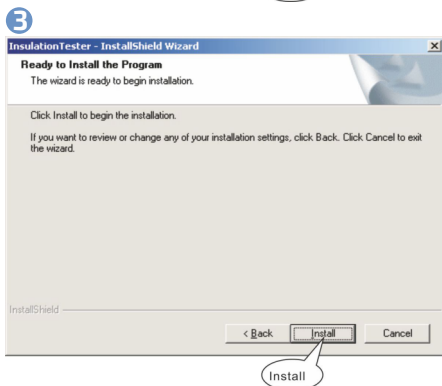 3
InsulationTester - InstallShield Wizard
Ready to Install the Program
The wizard is ready to begin installation.
Click Install to begin the installation.
If you want to review or change any of your installation settings, click Back. Click Cancel to exit
the wizard.
InstallShield
< Back Install Cancel
Install